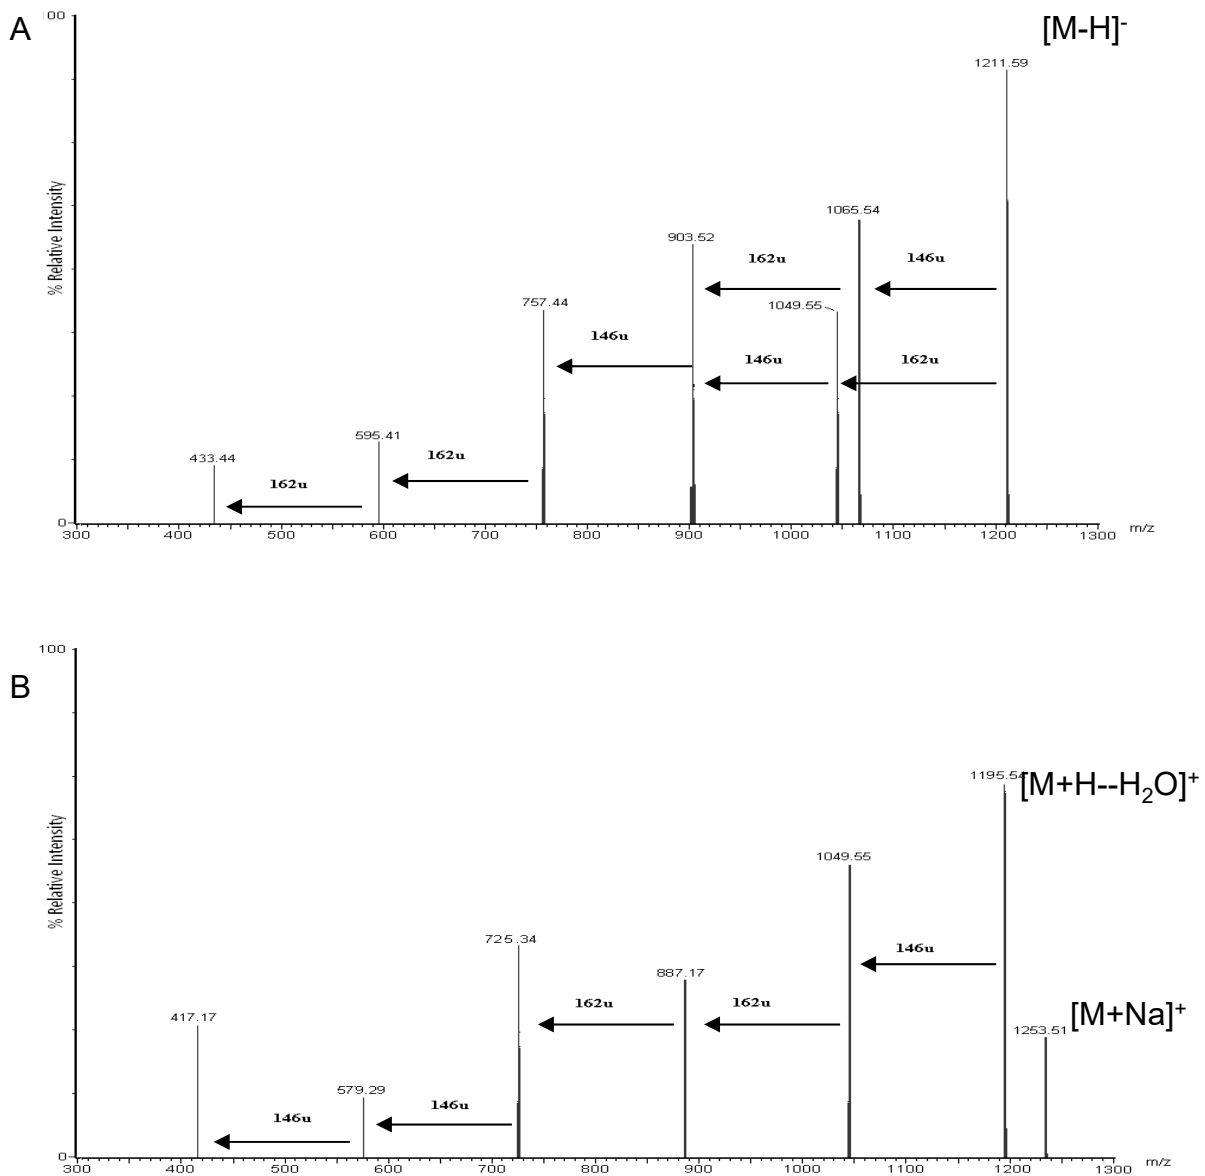 A
00
[M-H]-
1211.59
1065.54
903.52
162u
146u
757.44
1049.55
146u
146u
162u
595.41
433.44
162u
162u
% Relative Intensity
0
300 400 500 600 700 800 900 1000 1100 1200 1300 m/z
100
B
1195.54
[M+H--H2O]+
1049.55
725.34
146u
887.17
162u
162u
417.17
[M+Na]+
1253.51
579.29
146u
146u
% Relative Intensity
0
300 400 500 600 700 800 900 1000 1100 1200 1300 m/z